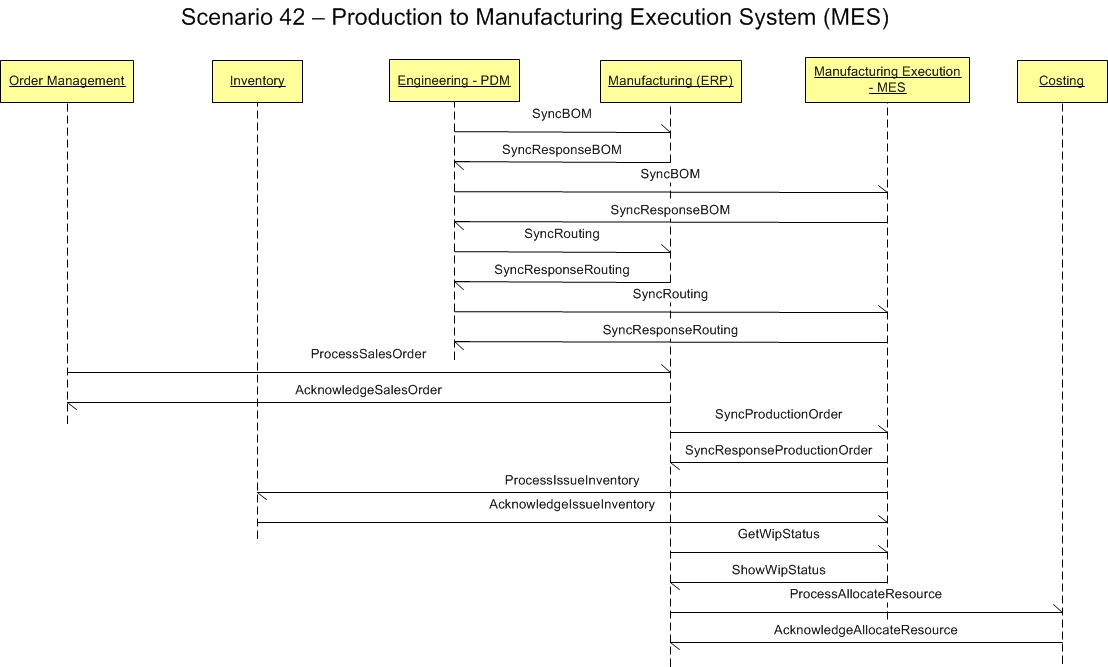 Scenario 42 – Production to Manufacturing Execution System (MES)
Order Management
Inventory
Engineering - PDM
Manufacturing (ERP)
Manufacturing Execution
- MES
Costing
SyncBOM
SyncResponseBOM
SyncBOM
SyncResponseBOM
SyncRouting
SyncResponseRouting
SyncRouting
SyncResponseRouting
ProcessSalesOrder
AcknowledgeSalesOrder
SyncProductionOrder
SyncResponseProductionOrder
ProcessIssueInventory
AcknowledgeIssueInventory
GetWipStatus
ShowWipStatus
ProcessAllocateResource
AcknowledgeAllocateResource